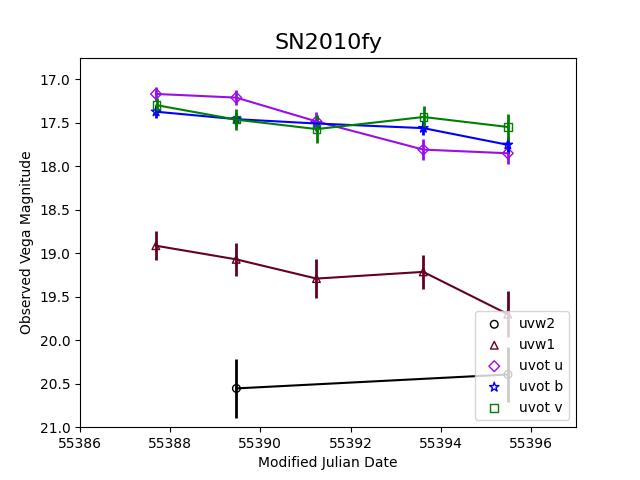 SN2010fy
Observed Vega Magnitude
17.0
17.5
18.0
18.5
19.0
19.5
20.0
20.5
21.0
uvw2
uvw1
uvot u
uvot b
uvot v
55386 55388 55390 55392 55394 55396
Modified Julian Date